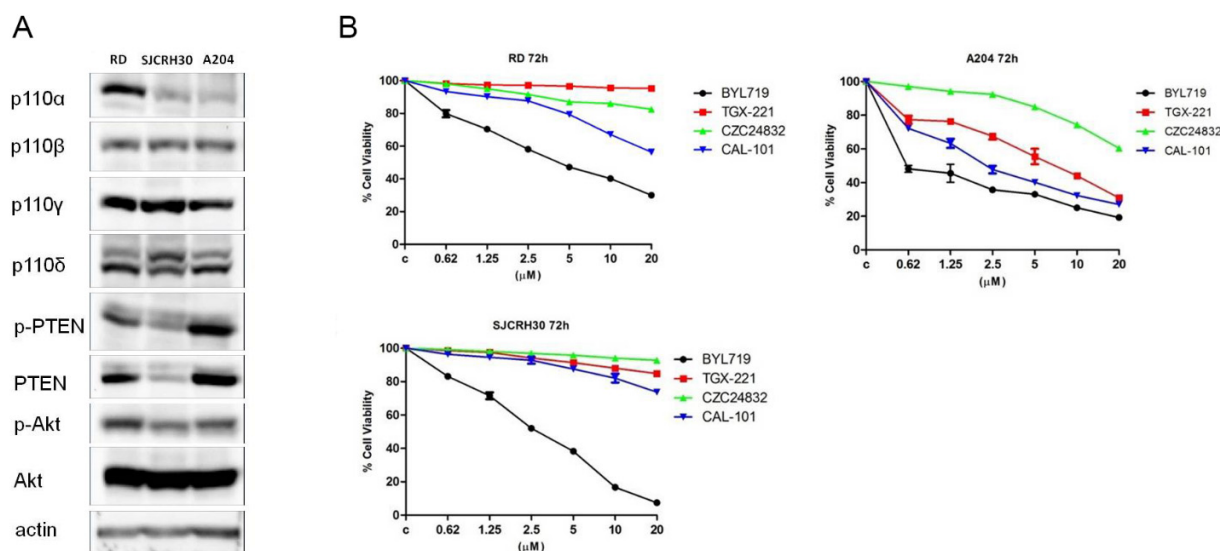 A
RD SJCRH30 A204
p110α
p110β
p110γ
p110δ
p-PTEN
PTEN
p-Akt
Akt
actin
B
RD 72h
% Cell Viability
100
80
60
40
20
0
c 0.62 1.25 2.5 5 10 20
(μM)
BYL719
TGX-221
CZC24832
CAL-101
A204 72h
% Cell Viability
100
80
60
40
20
0
c 0.62 1.25 2.5 5 10 20
(μM)
BYL719
TGX-221
CZC24832
CAL-101
SJCRH30 72h
% Cell Viability
100
80
60
40
20
0
c 0.62 1.25 2.5 5 10 20
(μM)
BYL719
TGX-221
CZC24832
CAL-101